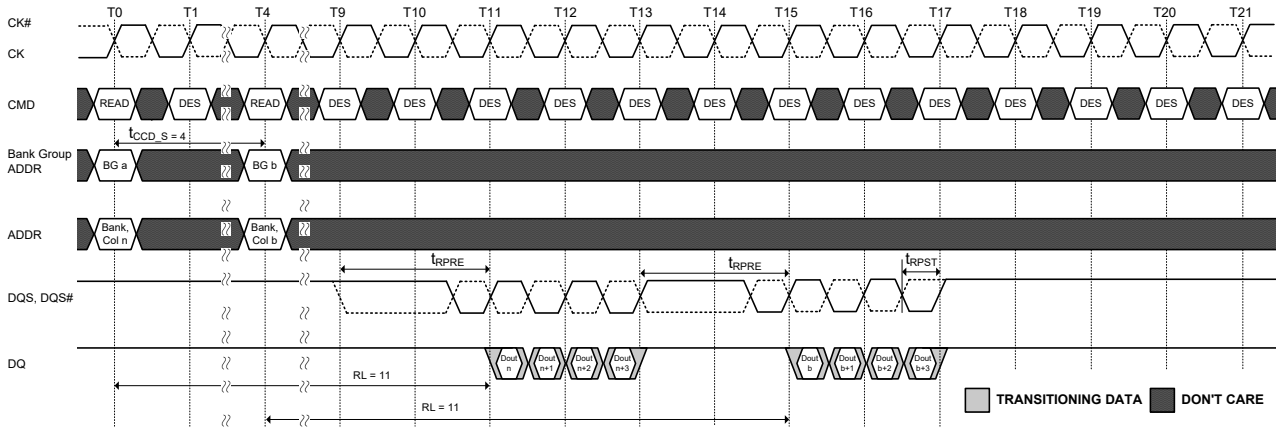 T0 T1 T4 T9 T10 T11 T12 T13 T14 T15 T16 T17 T18 T19 T20 T21
CK#
CK
CMD READ DES READ DES DES DES DES DES DES DES DES DES DES DES DES DES
tCCD_S = 4
Bank Group
ADDR
BG a BG b
ADDR
Bank,
Col n
Bank,
Col b
tRPRE tRPRE tRPST
DQS, DQS#
DQ
Dout
n
Dout
n+1
Dout
n+2
Dout
n+3
Dout
b
Dout
b+1
Dout
b+2
Dout
b+3
RL = 11
RL = 11
TRANSITIONING DATA DON'T CARE